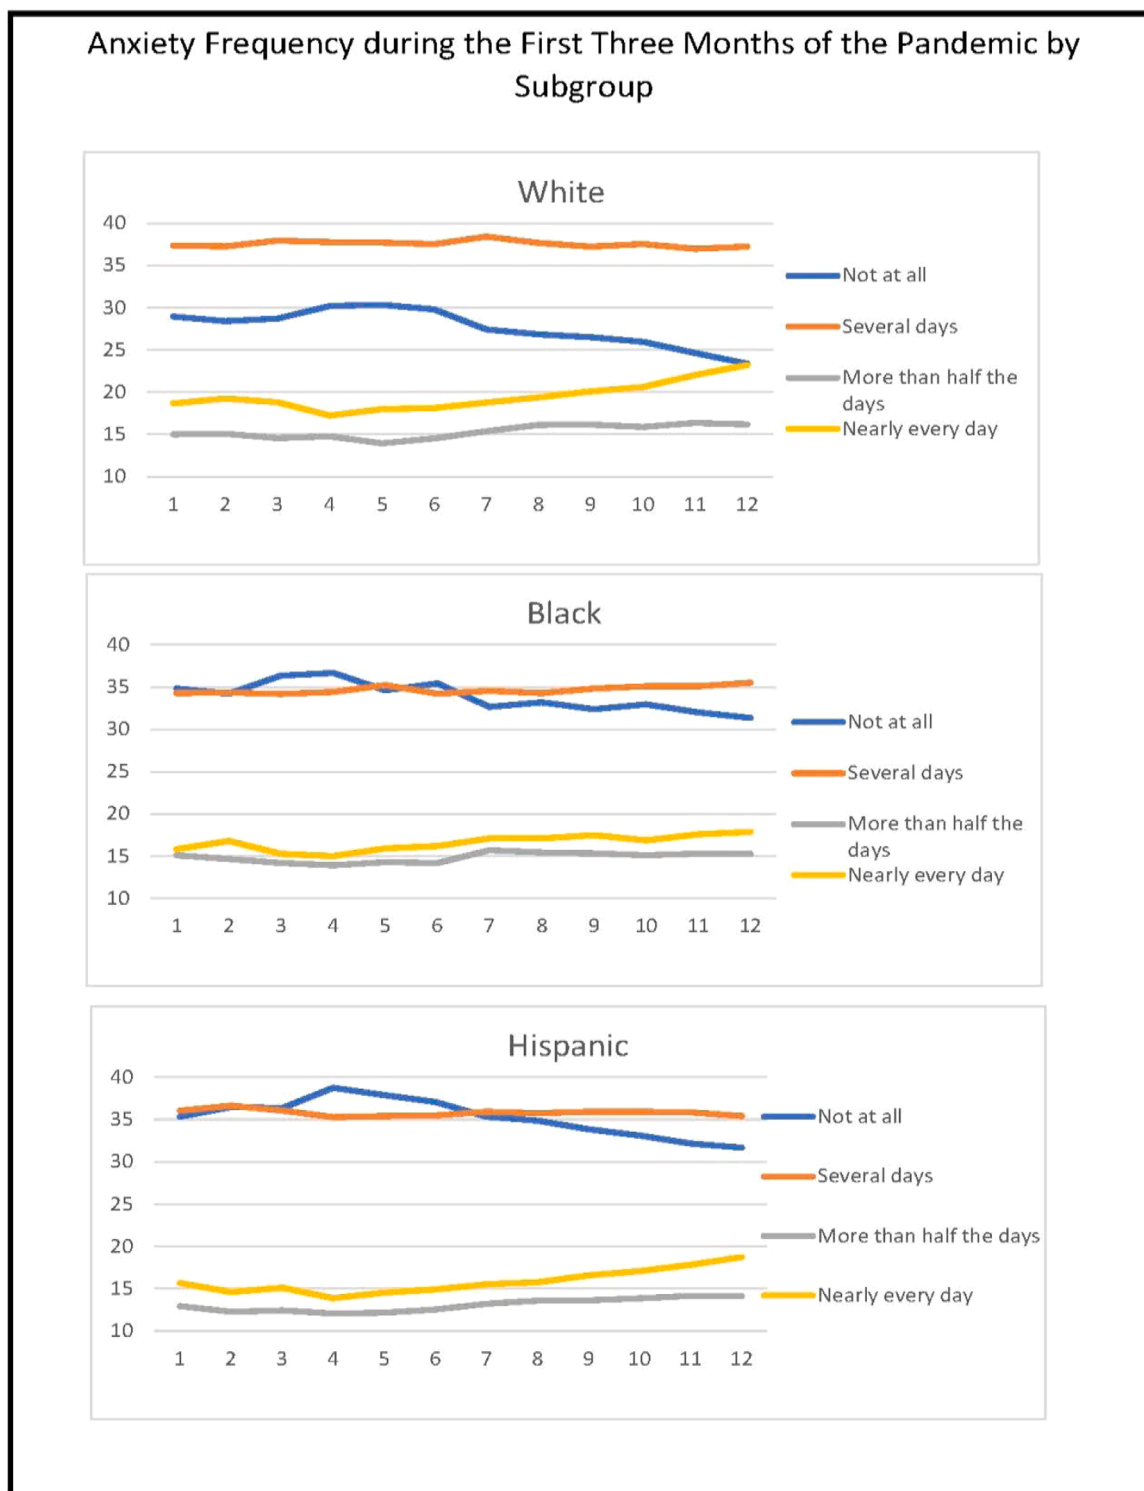 Anxiety Frequency during the First Three Months of the Pandemic by
Subgroup
White
40
35
30
25
20
15
10
1 2 3 4 5 6 7 8 9 10 11 12
Not at all
Several days
More than half the
days
Nearly every day
Black
40
35
30
25
20
15
10
1 2 3 4 5 6 7 8 9 10 11 12
Not at all
Several days
More than half the
days
Nearly every day
Hispanic
40
35
30
25
20
15
10
1 2 3 4 5 6 7 8 9 10 11 12
Not at all
Several days
More than half the days
Nearly every day